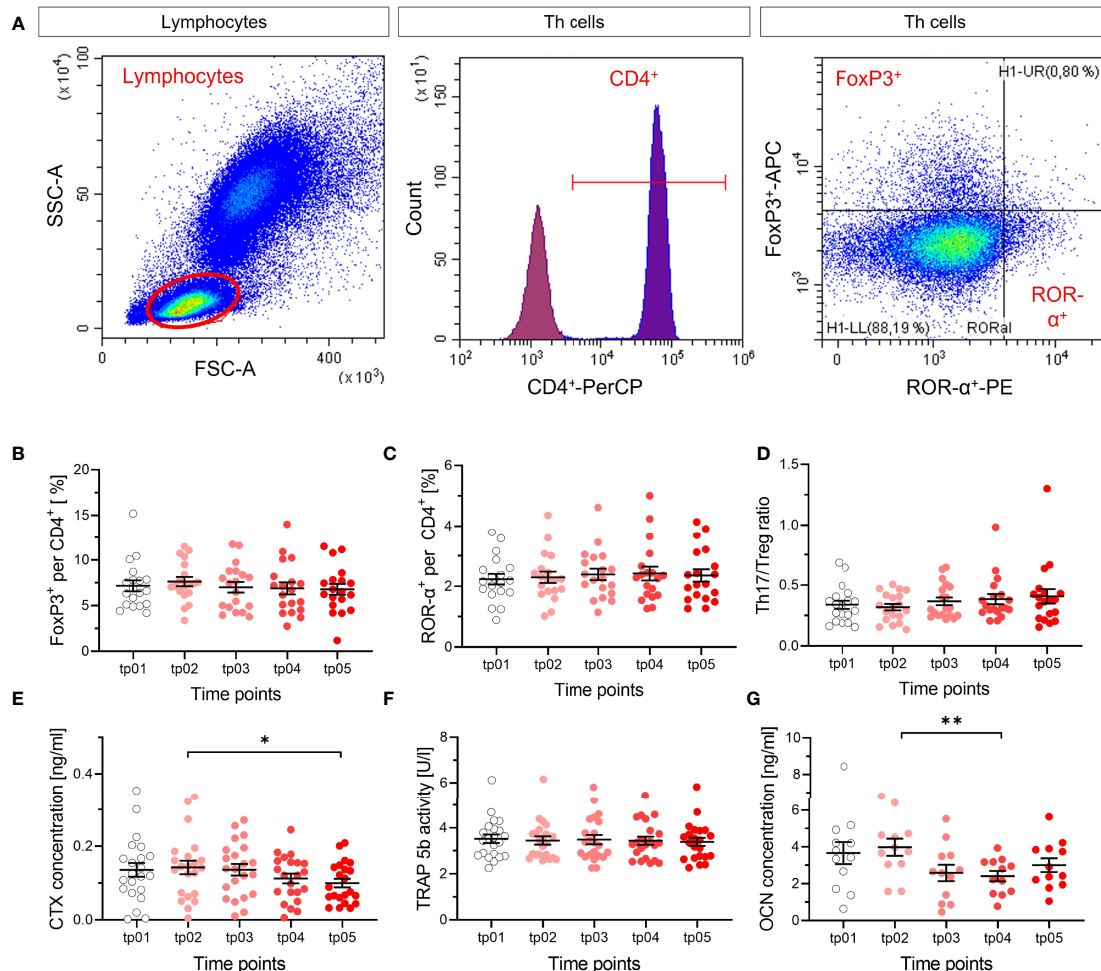 A
Lymphocytes
Th cells
Th cells
Lymphocytes
(x 10⁴)
100
50
0
SSC-A
0
400
FSC-A
(x 10³)
CD4⁺
(x 10¹)
150
100
50
0
Count
10² 10³ 10⁴ 10⁵ 10⁶
CD4⁺-PerCP
FoxP3⁺
H1-UR(0,80 %)
10⁴
10³
FoxP3⁺-APC
ROR-
α⁺
H1-LL(88,19 %)
RORal
10³ 10⁴
ROR-α⁺-PE
B
FoxP3⁺ per CD4⁺ [ %]
20
15
10
5
0
tp01 tp02 tp03 tp04 tp05
Time points
C
ROR-α⁺ per CD4⁺ [%]
6
4
2
0
tp01 tp02 tp03 tp04 tp05
Time points
D
Th17/Treg ratio
1.5
1.0
0.5
0.0
tp01 tp02 tp03 tp04 tp05
Time points
E
CTX concentration [ng/ml]
0.4
0.2
0.0
*
tp01 tp02 tp03 tp04 tp05
Time points
F
TRAP 5b activity [U/l]
8
6
4
2
0
tp01 tp02 tp03 tp04 tp05
Time points
G
OCN concentration [ng/ml]
10
8
6
4
2
0
**
tp01 tp02 tp03 tp04 tp05
Time points